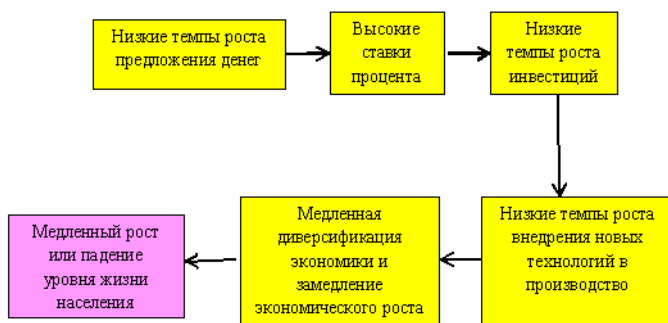 Низкие темпы роста
предложения денег
Высокие
ставки
процента
Низкие
темпы роста
инвестиций
Низкие темпы роста
внедрения новых
технологий в
производство
Медленная
диверсификация
экономики и
замедление
экономического роста
Медленный рост
или падение
уровня жизни
населения